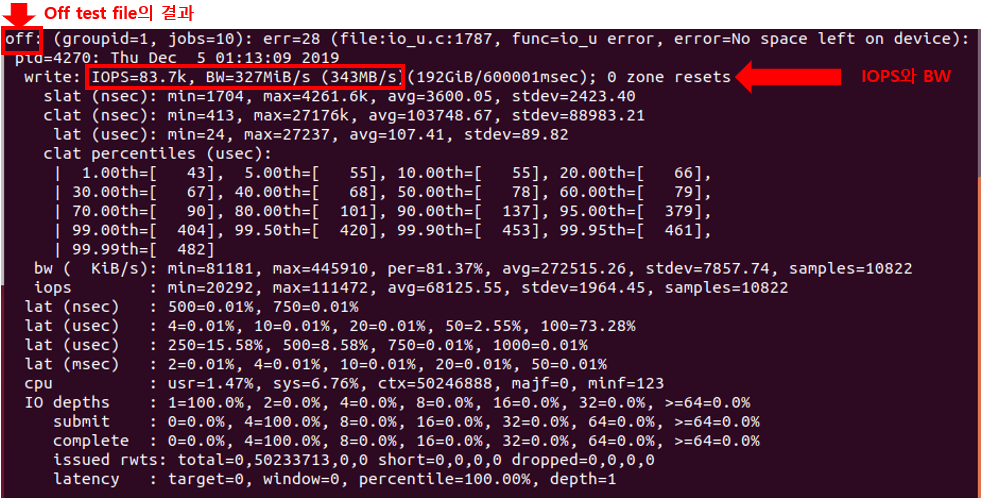 Off test file의 결과
off: (groupid=1, jobs=10): err=28 (file:io_u.c:1787, func=io_u error, error=No space left on device):
pid=4270: Thu Dec  5 01:13:09 2019
write: IOPS=83.7k, BW=327MiB/s (343MB/s)(192GiB/600001msec); 0 zone resets
IOPS와 BW
slat (nsec): min=1704, max=4261.6k, avg=3600.05, stdev=2423.40
clat (nsec): min=413, max=27176k, avg=103748.67, stdev=88983.21
lat (usec): min=24, max=27237, avg=107.41, stdev=89.82
clat percentiles (usec):
|  1.00th=[   43],  5.00th=[   55], 10.00th=[   55], 20.00th=[   66],
| 30.00th=[   67], 40.00th=[   68], 50.00th=[   78], 60.00th=[   79],
| 70.00th=[   90], 80.00th=[  101], 90.00th=[  137], 95.00th=[  379],
| 99.00th=[  404], 99.50th=[  420], 99.90th=[  453], 99.95th=[  461],
| 99.99th=[  482]
bw (  KiB/s): min=81181, max=445910, per=81.37%, avg=272515.26, stdev=7857.74, samples=10822
iops        : min=20292, max=111472, avg=68125.55, stdev=1964.45, samples=10822
lat (nsec)   : 500=0.01%, 750=0.01%
lat (usec)   : 4=0.01%, 10=0.01%, 20=0.01%, 50=2.55%, 100=73.28%
lat (usec)   : 250=15.58%, 500=8.58%, 750=0.01%, 1000=0.01%
lat (msec)   : 2=0.01%, 4=0.01%, 10=0.01%, 20=0.01%, 50=0.01%
cpu          : usr=1.47%, sys=6.76%, ctx=50246888, majf=0, minf=123
IO depths    : 1=100.0%, 2=0.0%, 4=0.0%, 8=0.0%, 16=0.0%, 32=0.0%, >=64=0.0%
submit    : 0=0.0%, 4=100.0%, 8=0.0%, 16=0.0%, 32=0.0%, 64=0.0%, >=64=0.0%
complete  : 0=0.0%, 4=100.0%, 8=0.0%, 16=0.0%, 32=0.0%, 64=0.0%, >=64=0.0%
issued rwts: total=0,50233713,0,0 short=0,0,0,0 dropped=0,0,0,0
latency   : target=0, window=0, percentile=100.00%, depth=1